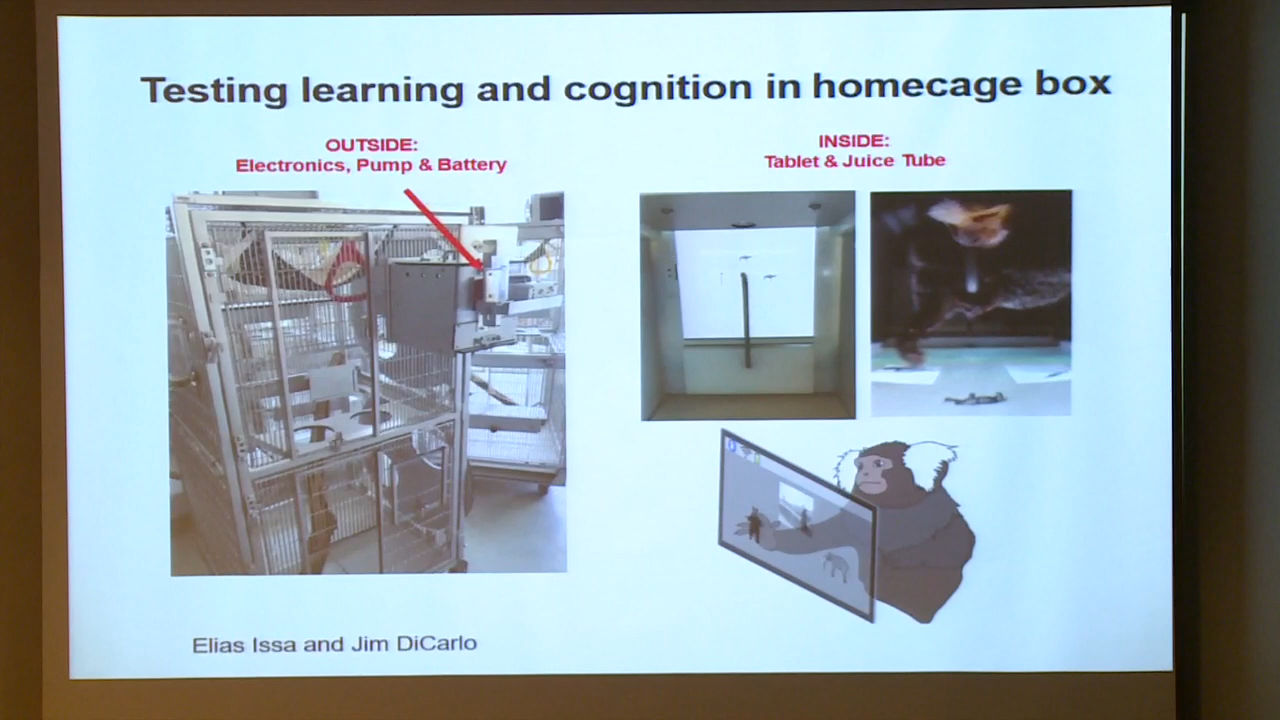 Testing learning and cognition in homecage box
OUTSIDE:
Electronics, Pump & Battery
INSIDE:
Tablet & Juice Tube
Elias Issa and Jim DiCarlo